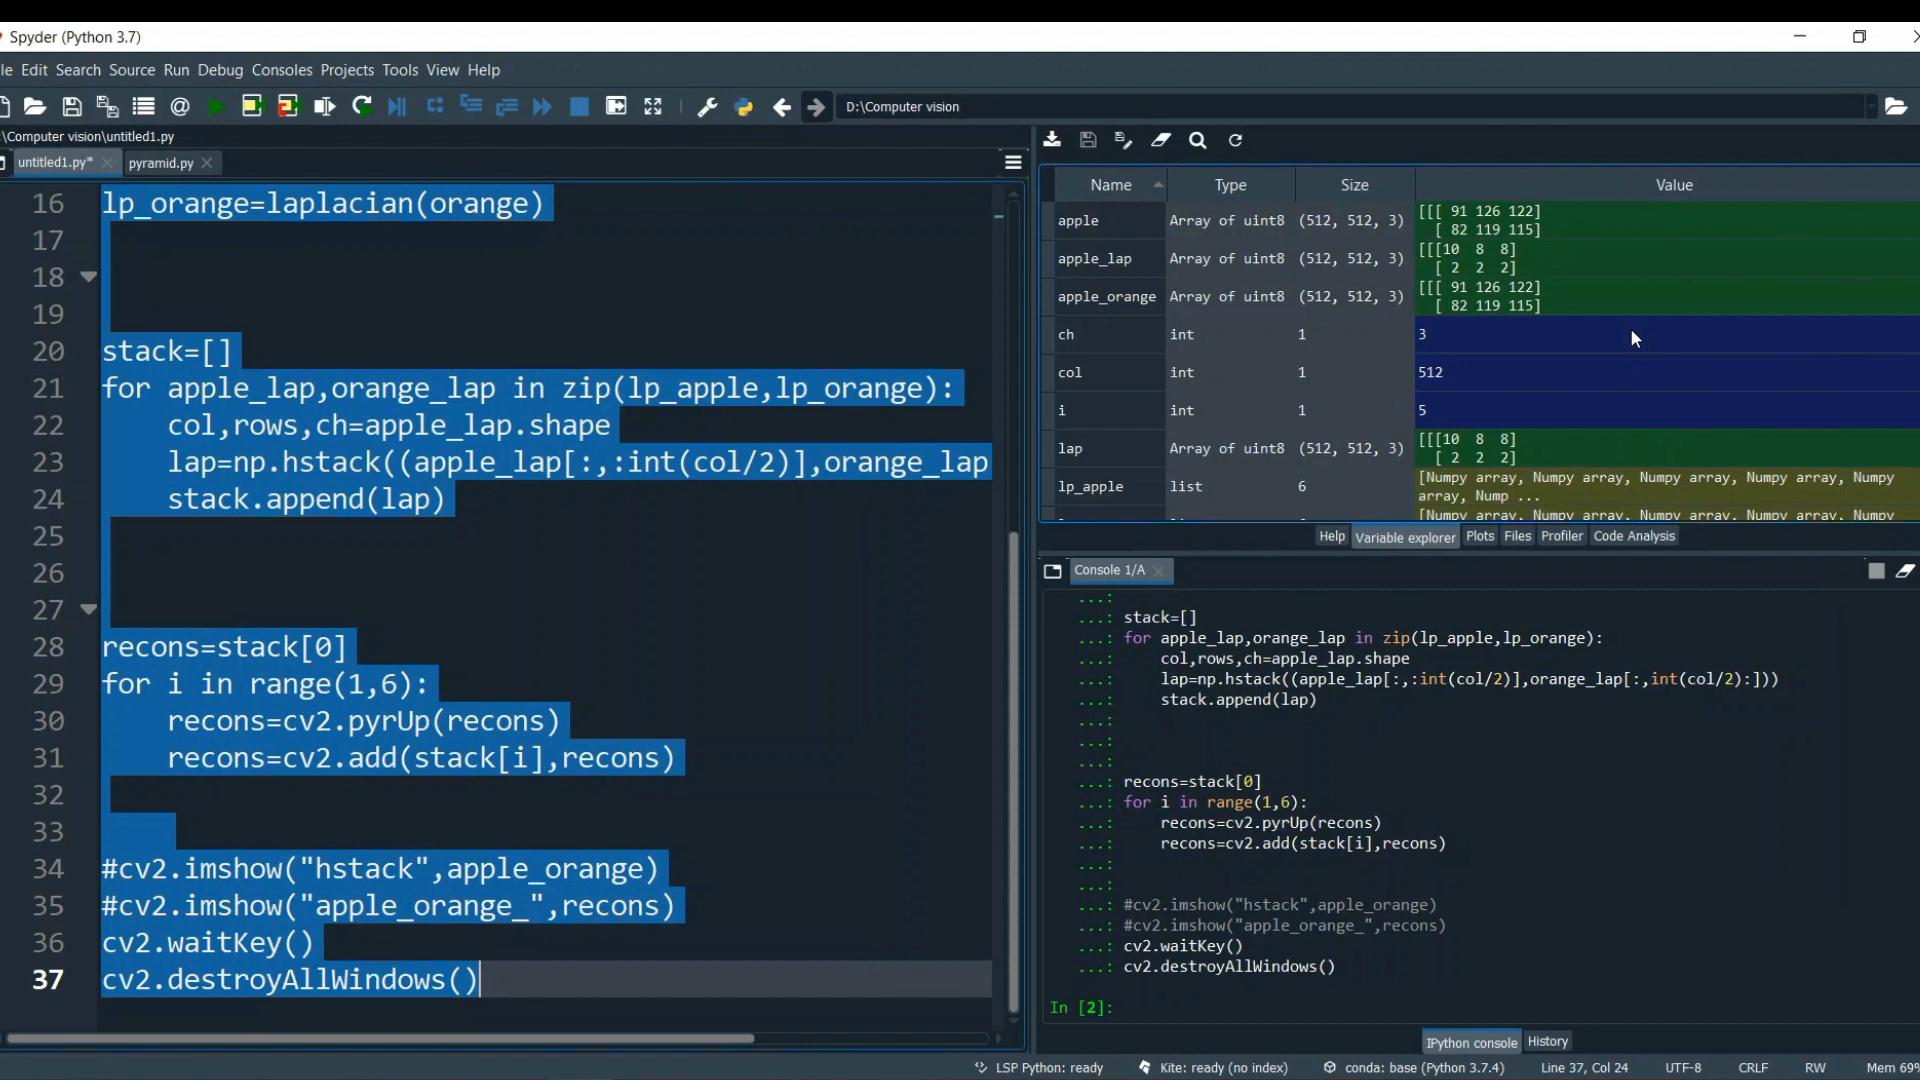 Spyder (Python 3.7)
le Edit Search Source Run Debug Consoles Projects Tools View Help
D:\Computer vision
:\Computer vision\untitled1.py
untitled1.py*
pyramid.py
16 lp_orange=laplacian(orange)
17
18
19
20 stack=[]
21 for apple_lap,orange_lap in zip(lp_apple,lp_orange):
22 col,rows,ch=apple_lap.shape
23 lap=np.hstack((apple_lap[:,:int(col/2)],orange_lap
24 stack.append(lap)
25
26
27
28 recons=stack[0]
29 for i in range(1,6):
30 recons=cv2.pyrUp(recons)
31 recons=cv2.add(stack[i],recons)
32
33
34 #cv2.imshow("hstack",apple_orange)
35 #cv2.imshow("apple_orange_",recons)
36 cv2.waitKey()
37 cv2.destroyAllWindows()
Name Type Size Value
apple Array of uint8 (512, 512, 3) [[[ 91 126 122]
[ 82 119 115]
apple_lap Array of uint8 (512, 512, 3) [[[10 8 8]
[ 2 2 2]
apple_orange Array of uint8 (512, 512, 3) [[[ 91 126 122]
[ 82 119 115]
ch int 1 3
col int 1 512
i int 1 5
lap Array of uint8 (512, 512, 3) [[[10 8 8]
[ 2 2 2]
lp_apple list 6 [Numpy array, Numpy array, Numpy array, Numpy array, Numpy
array, Nump ...
[Numpy array, Numpy array, Numpy array, Numpy array, Numpy
Help Variable explorer Plots Files Profiler Code Analysis
Console 1/A
...:
...: stack=[]
...: for apple_lap,orange_lap in zip(lp_apple,lp_orange):
...: col,rows,ch=apple_lap.shape
...: lap=np.hstack((apple_lap[:,:int(col/2)],orange_lap[:,int(col/2):]))
...: stack.append(lap)
...:
...:
...:
...: recons=stack[0]
...: for i in range(1,6):
...: recons=cv2.pyrUp(recons)
...: recons=cv2.add(stack[i],recons)
...:
...:
...: #cv2.imshow("hstack",apple_orange)
...: #cv2.imshow("apple_orange_",recons)
...: cv2.waitKey()
...: cv2.destroyAllWindows()
In [2]:
IPython console History
LSP Python: ready Kite: ready (no index) conda: base (Python 3.7.4) Line 37, Col 24 UTF-8 CRLF RW Mem 69%